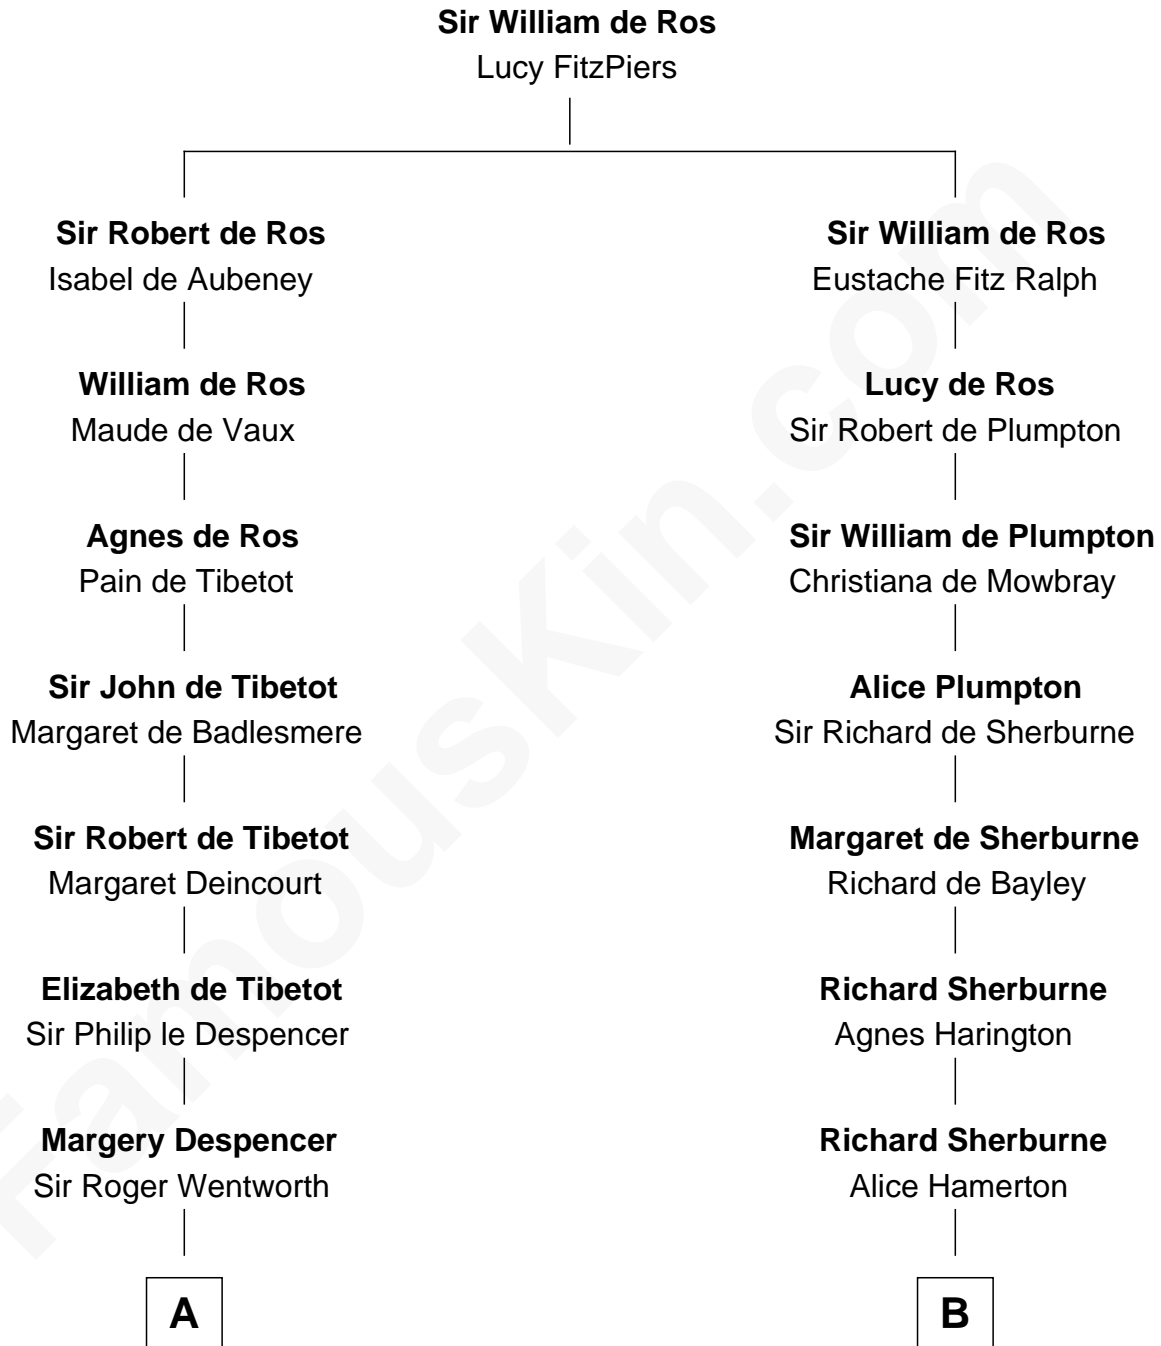 Sir William de Ros
Lucy FitzPiers
Sir Robert de Ros
Isabel de Aubeney
Sir William de Ros
Eustache Fitz Ralph
William de Ros
Maude de Vaux
Lucy de Ros
Sir Robert de Plumpton
Agnes de Ros
Pain de Tibetot
Sir William de Plumpton
Christiana de Mowbray
Sir John de Tibetot
Margaret de Badlesmere
Alice Plumpton
Sir Richard de Sherburne
Sir Robert de Tibetot
Margaret Deincourt
Margaret de Sherburne
Richard de Bayley
Elizabeth de Tibetot
Sir Philip le Despencer
Richard Sherburne
Agnes Harington
Margery Despencer
Sir Roger Wentworth
Richard Sherburne
Alice Hamerton
A
B
FamousKin.com